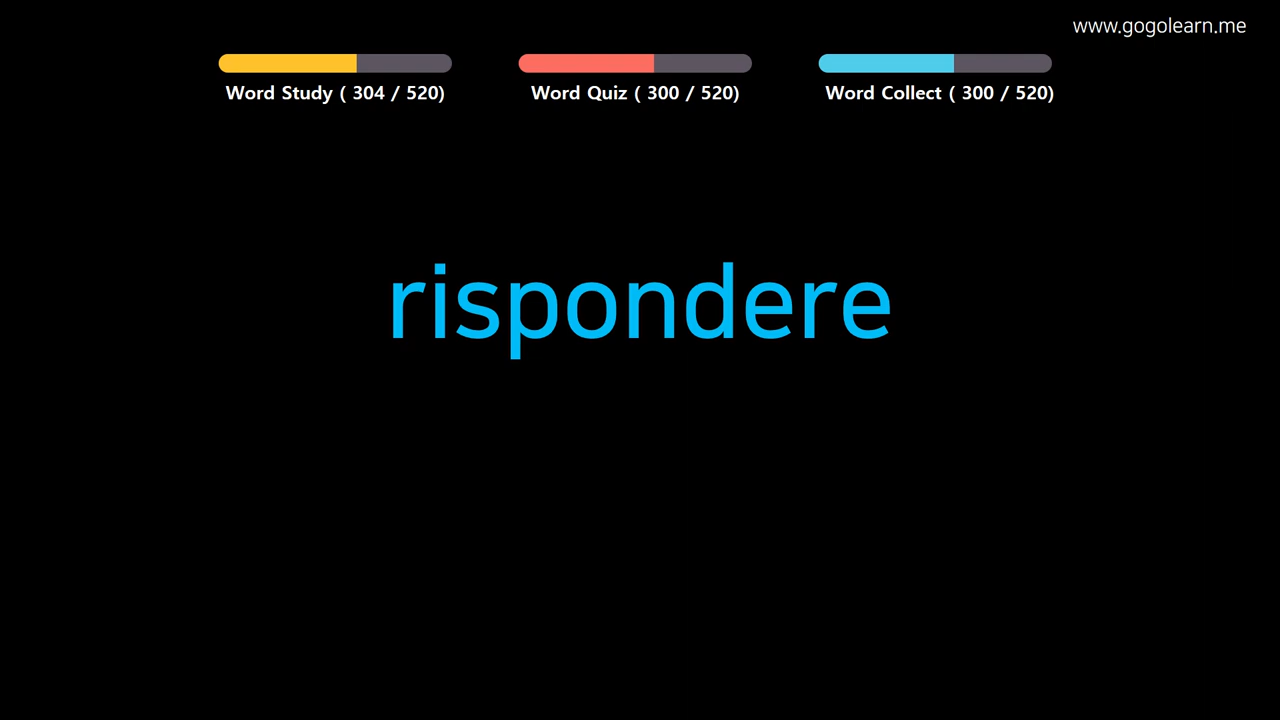 www.gogolearn.me
Word Study ( 304 / 520)
Word Quiz ( 300 / 520)
Word Collect ( 300 / 520)
rispondere